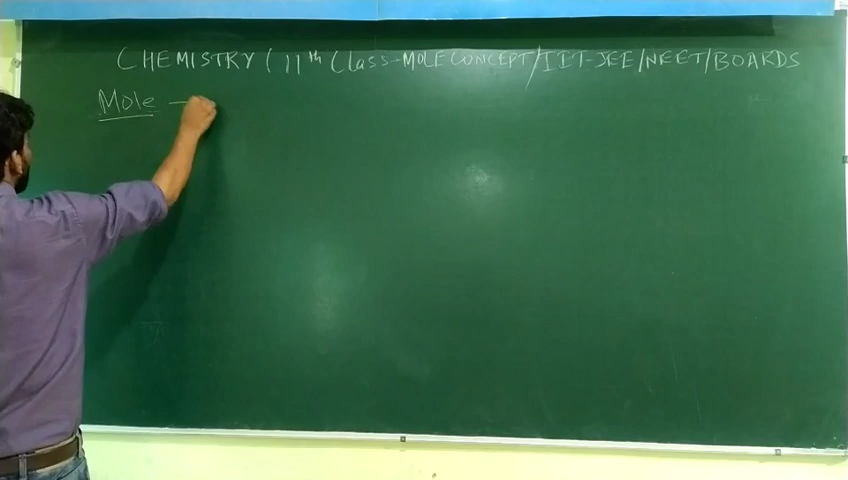 CHEMISTRY ( 11th Class-MOLE CONCEPT/IIT-JEE/NEET/BOARDS
Mole -